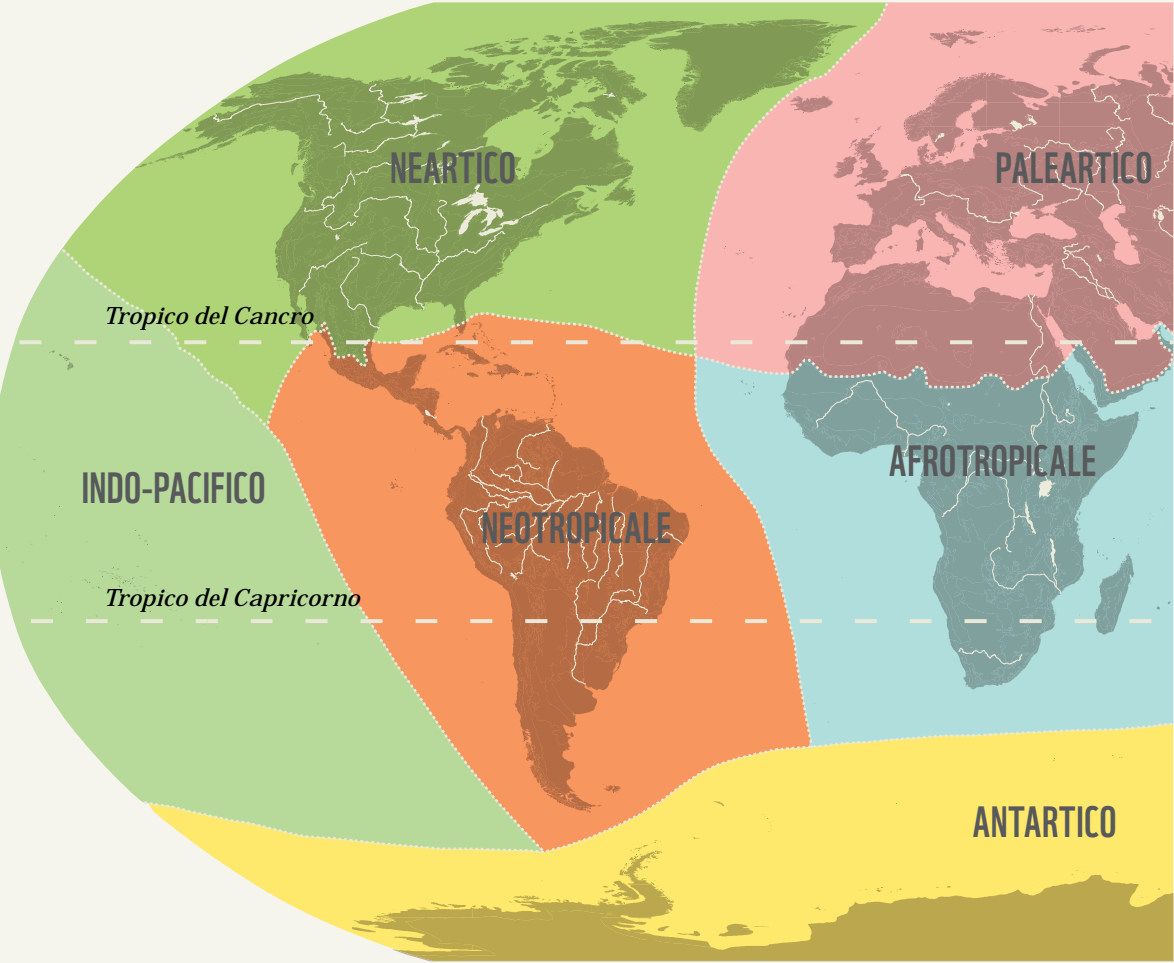 NEARTICO
PALEARTICO
Tropico del Cancro
AFROTROPICALE
INDO-PACIFICO
NEOTROPICALE
Tropico del Capricorno
ANTARTICO